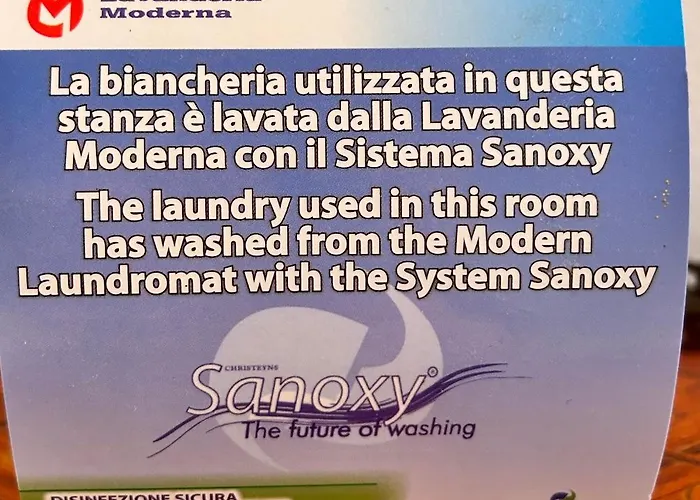 Lavanderia
Moderna
La biancheria utilizzata in questa
stanza è lavata dalla Lavanderia
Moderna con il Sistema Sanoxy
The laundry used in this room
has washed from the Modern
Laundromat with the System Sanoxy
CHRISTEYNS
Sanoxy®
The future of washing
DISINFEZIONE SICURA